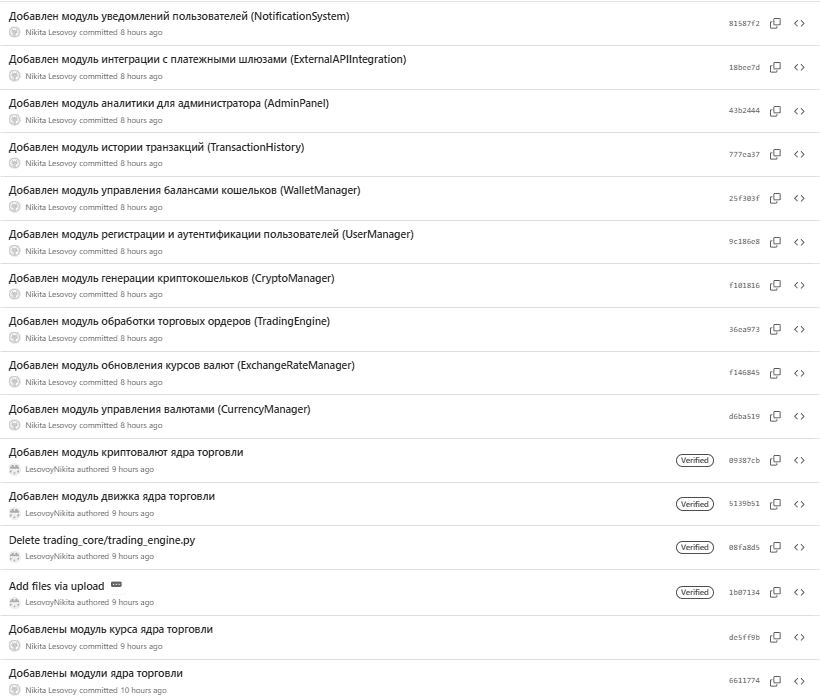 Добавлен модуль уведомлений пользователей (NotificationSystem)
Nikita Lesovoy committed 8 hours ago
81587f2
Добавлен модуль интеграции с платежными шлюзами (ExternalAPIIntegration)
Nikita Lesovoy committed 8 hours ago
18bee7d
Добавлен модуль аналитики для администратора (AdminPanel)
Nikita Lesovoy committed 8 hours ago
43b2444
Добавлен модуль истории транзакций (TransactionHistory)
Nikita Lesovoy committed 8 hours ago
777ea37
Добавлен модуль управления балансами кошельков (WalletManager)
Nikita Lesovoy committed 8 hours ago
25f303f
Добавлен модуль регистрации и аутентификации пользователей (UserManager)
Nikita Lesovoy committed 8 hours ago
9c186e8
Добавлен модуль генерации криптокошельков (CryptoManager)
Nikita Lesovoy committed 8 hours ago
f101816
Добавлен модуль обработки торговых ордеров (TradingEngine)
Nikita Lesovoy committed 8 hours ago
36ea973
Добавлен модуль обновления курсов валют (ExchangeRateManager)
Nikita Lesovoy committed 8 hours ago
f146845
Добавлен модуль управления валютами (CurrencyManager)
Nikita Lesovoy committed 8 hours ago
d6ba519
Добавлен модуль криптовалют ядра торговли
LesovoyNikita authored 9 hours ago
Verified 09387cb
Добавлен модуль движка ядра торговли
LesovoyNikita authored 9 hours ago
Verified 5139b51
Delete trading_core/trading_engine.py
LesovoyNikita authored 9 hours ago
Verified 08fa8d5
Add files via upload
LesovoyNikita authored 9 hours ago
Verified 1b07134
Добавлены модуль курса ядра торговли
Nikita Lesovoy committed 9 hours ago
de5ff9b
Добавлены модули ядра торговли
Nikita Lesovoy committed 10 hours ago
6611774